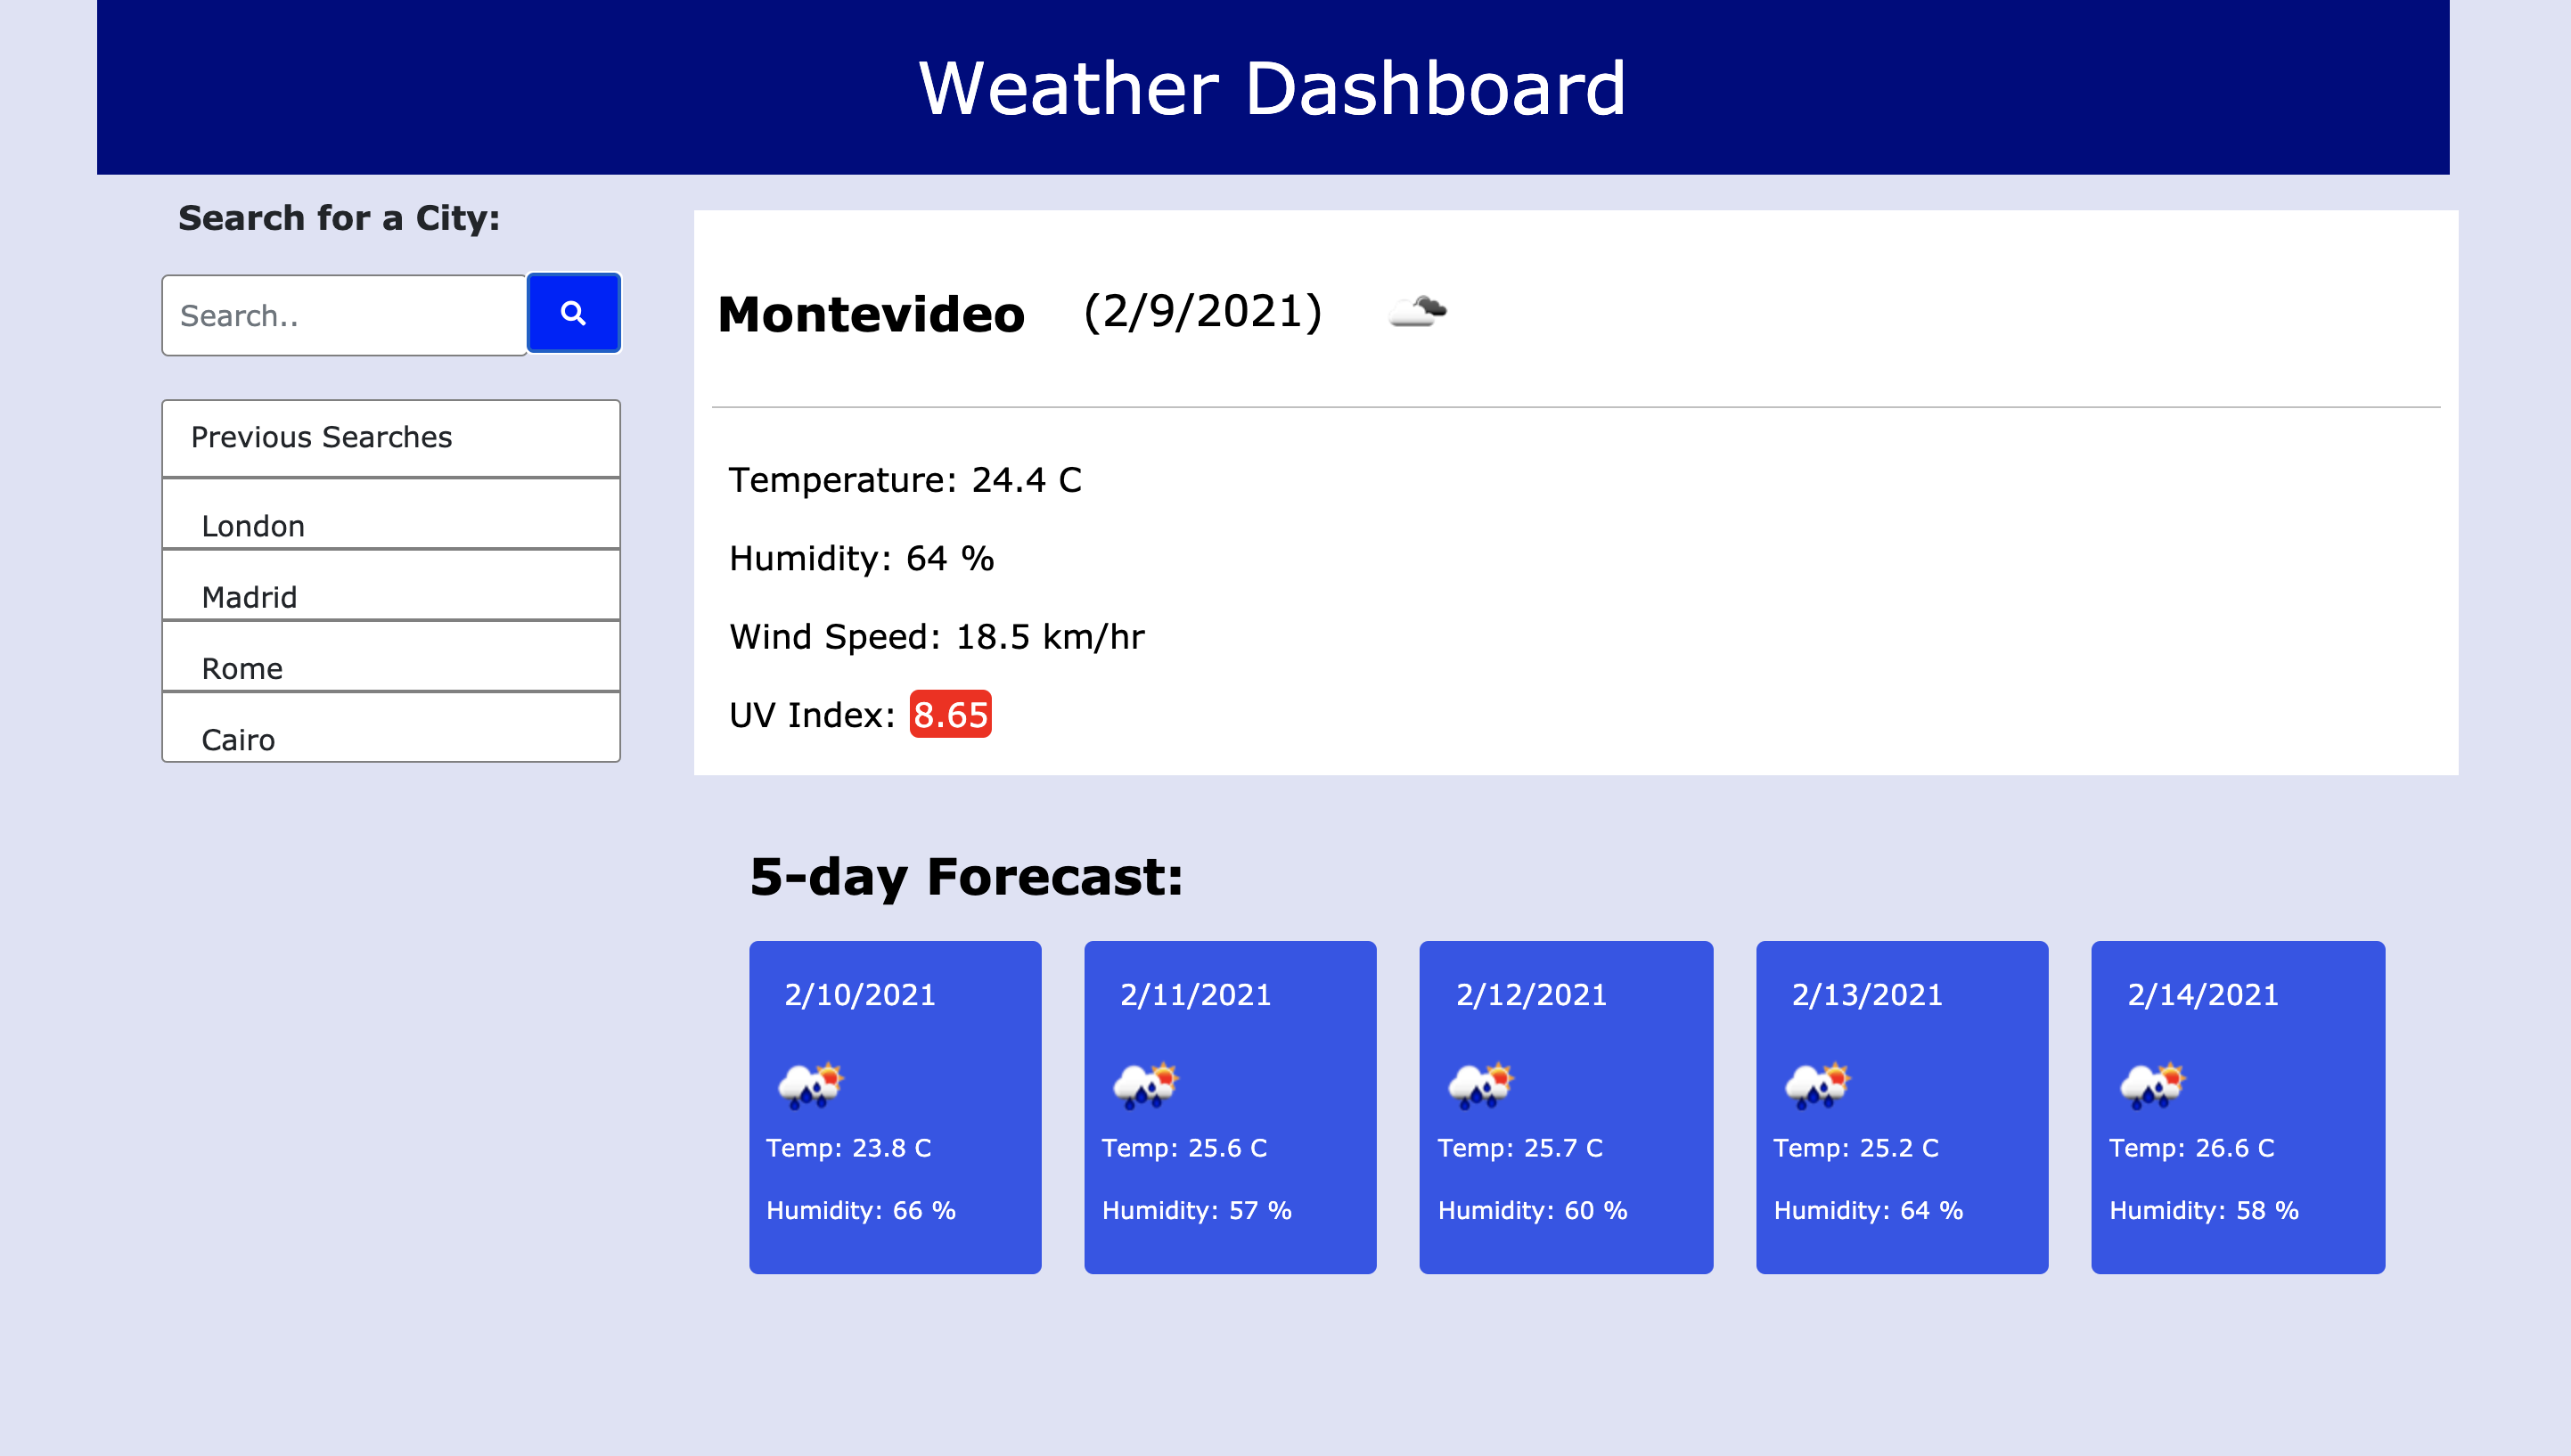 Weather Dashboard
Search for a City:
Search..
Previous Searches
London
Madrid
Rome
Cairo
Montevideo (2/9/2021)
Temperature: 24.4 C
Humidity: 64 %
Wind Speed: 18.5 km/hr
UV Index: 8.65
5-day Forecast:
2/10/2021
Temp: 23.8 C
Humidity: 66 %
2/11/2021
Temp: 25.6 C
Humidity: 57 %
2/12/2021
Temp: 25.7 C
Humidity: 60 %
2/13/2021
Temp: 25.2 C
Humidity: 64 %
2/14/2021
Temp: 26.6 C
Humidity: 58 %